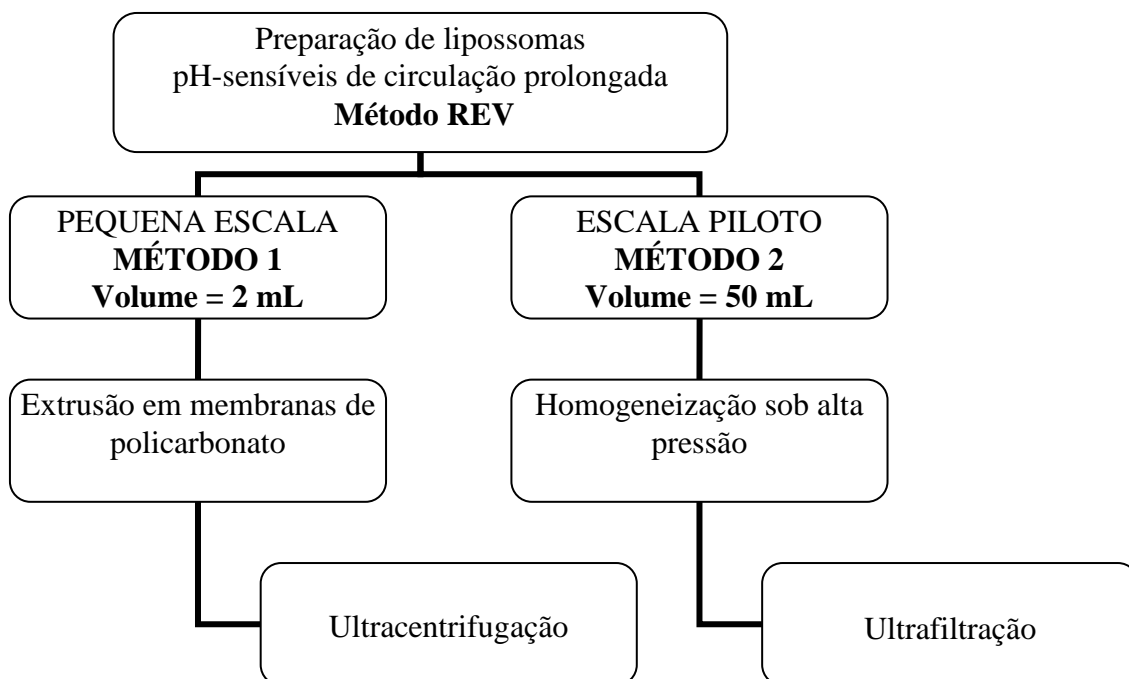 Preparação de lipossomas
pH-sensíveis de circulação prolongada
Método REV
PEQUENA ESCALA
MÉTODO 1
Volume = 2 mL
ESCALA PILOTO
MÉTODO 2
Volume = 50 mL
Extrusão em membranas de
policarbonato
Homogeneização sob alta
pressão
Ultracentrifugação
Ultrafiltração